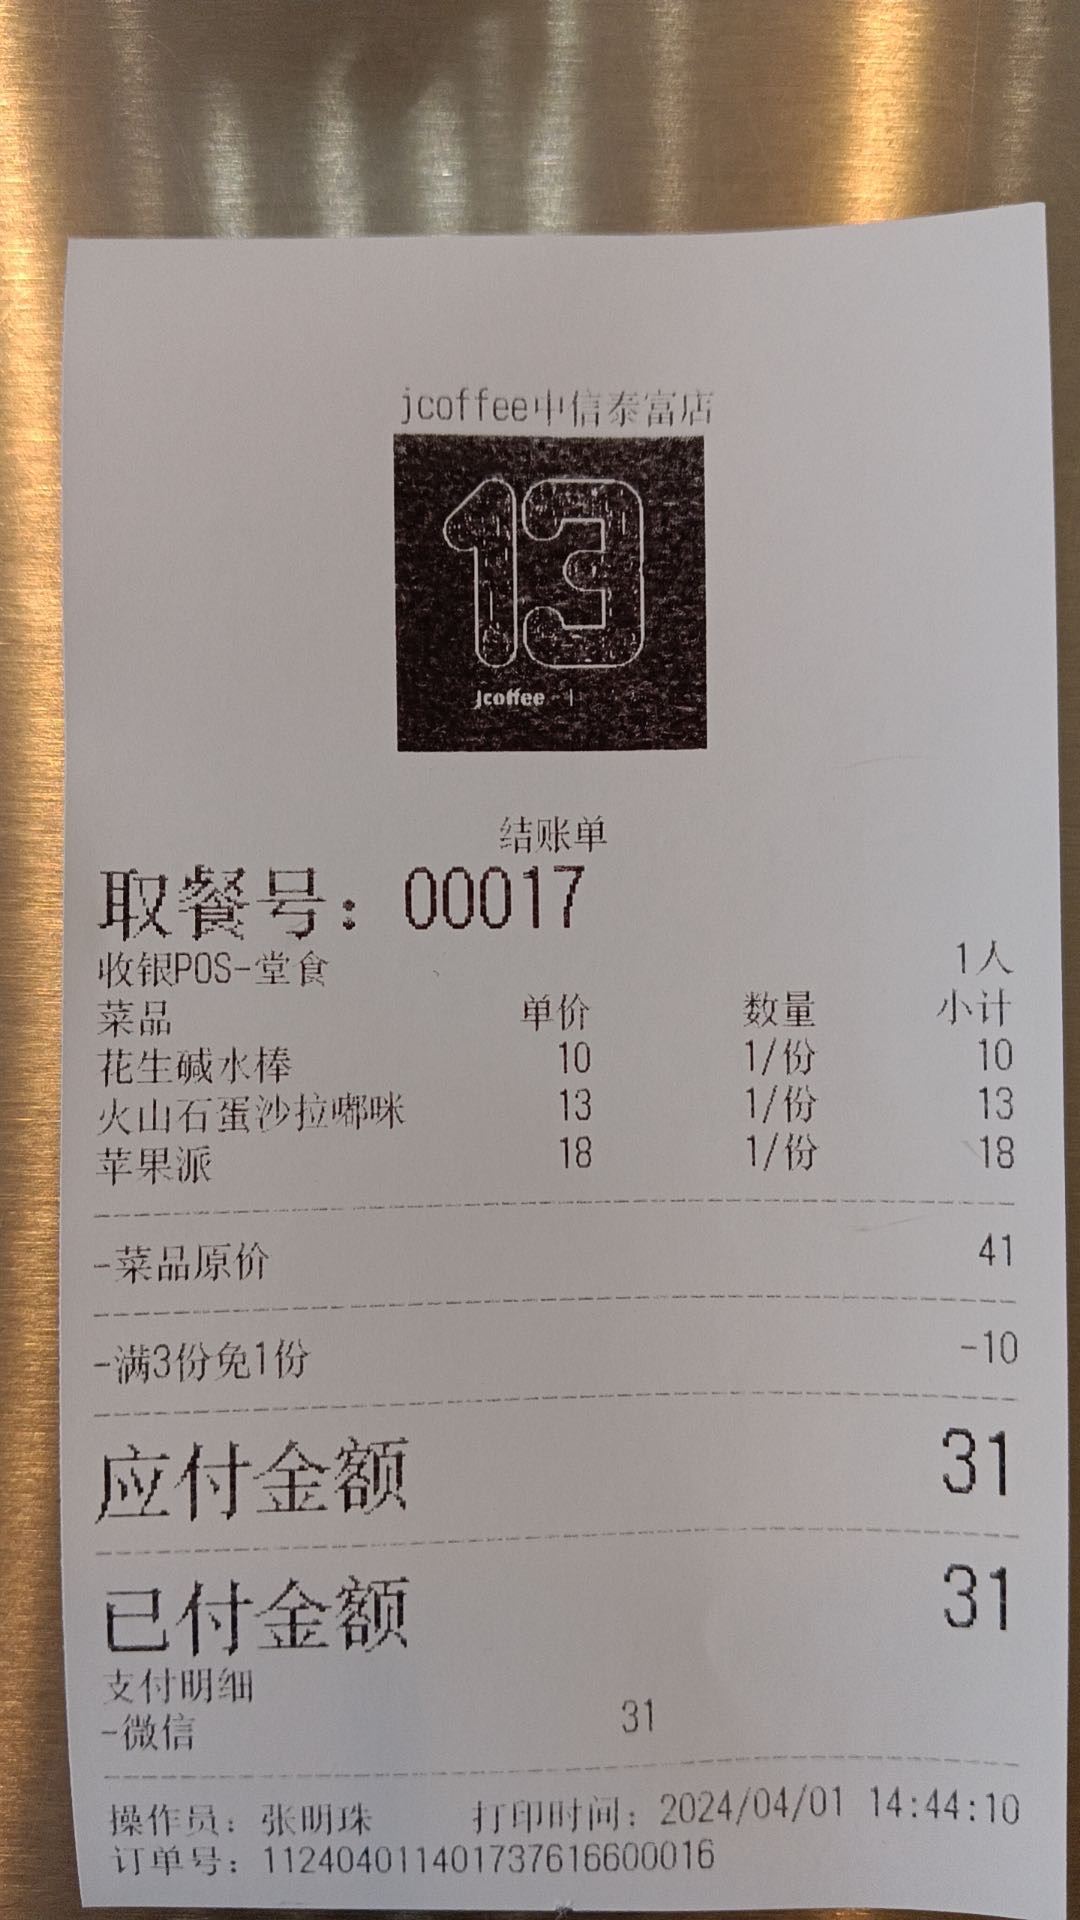 jcoffee中信泰富店
13
jcoffee
结账单
取餐号：00017
收银POS-堂食 1人
菜品 单价 数量 小计
花生碱水棒 10 1/份 10
火山石蛋沙拉嘟咪 13 1/份 13
苹果派 18 1/份 18
-菜品原价 41
-满3份免1份 -10
应付金额 31
已付金额 31
支付明细
-微信 31
操作员：张明珠 打印时间：2024/04/01 14:44:10
订单号：112404011401737616600016